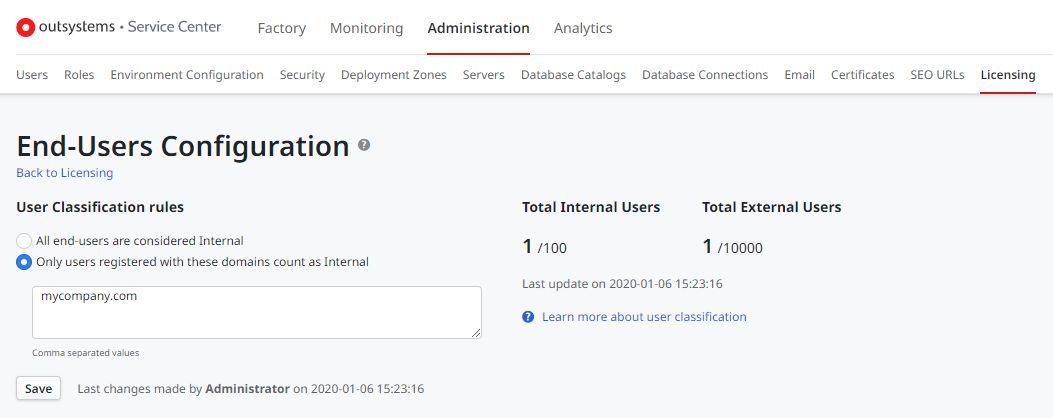 outsystems • Service Center Factory Monitoring Administration Analytics
Users Roles Environment Configuration Security Deployment Zones Servers Database Catalogs Database Connections Email Certificates SEO URLs Licensing
End-Users Configuration ?
Back to Licensing
User Classification rules
All end-users are considered Internal
Only users registered with these domains count as Internal
mycompany.com
Comma separated values
Save Last changes made by Administrator on 2020-01-06 15:23:16
Total Internal Users Total External Users
1 /100 1 /10000
Last update on 2020-01-06 15:23:16
? Learn more about user classification